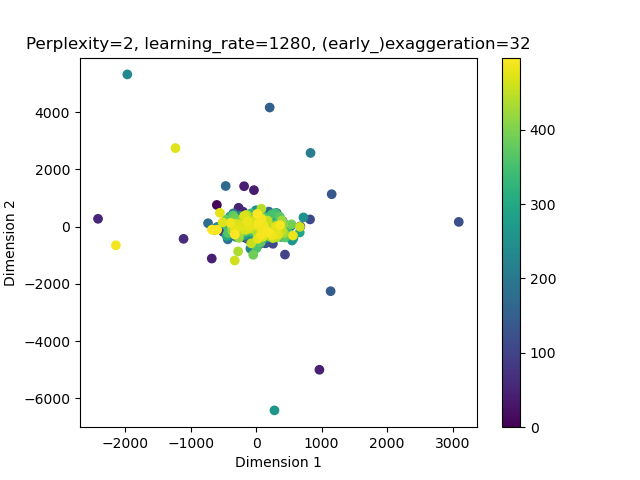 Perplexity=2, learning_rate=1280, (early_)exaggeration=32
4000
2000
0
−2000
−4000
−6000
Dimension 2
−2000 −1000 0 1000 2000 3000
Dimension 1
400
300
200
100
0